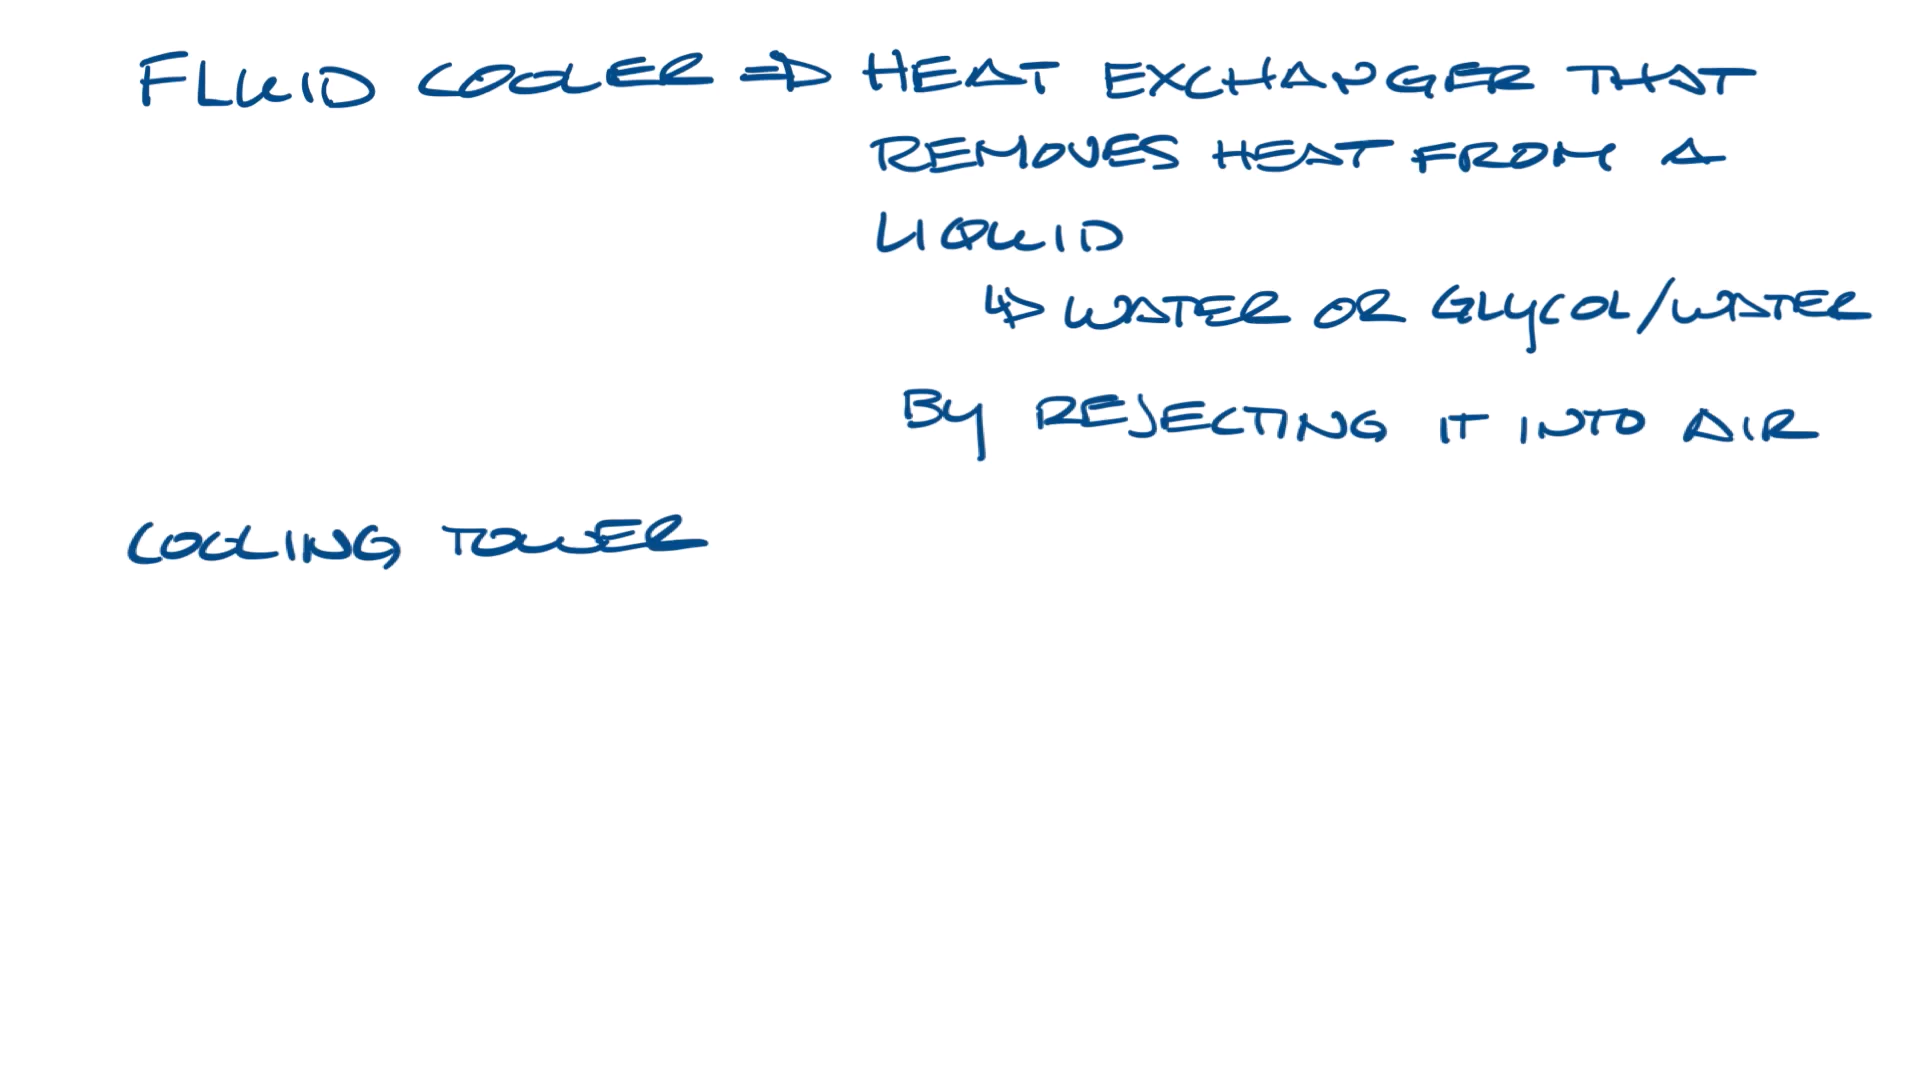 FLUID COOLER ⇒ HEAT EXCHANGER THAT
REMOVES HEAT FROM A
LIQUID
↳ WATER OR GLYCOL/WATER
BY REJECTING IT INTO AIR
COOLING TOWER